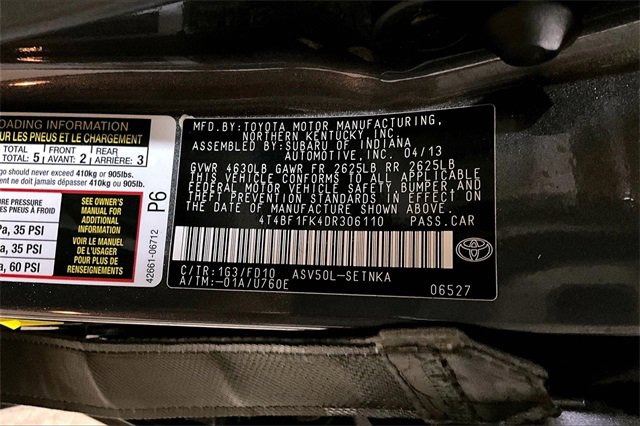 OADING INFORMATION
UR LES PNEUS ET LE CHARGEMENT
TOTAL 5 FRONT 2 REAR 3
TOTAL: 5 AVANT: 2 ARRIÈRE: 3
go should never exceed 410kg or 905lbs.
nt ne doit jamais dépasser 410kg ou 905lb.
PRESSURE
PNEUS À FROID
a, 35 PSI
a, 35 PSI
a, 60 PSI
SEE OWNER'S
MANUAL FOR
ADDITIONAL
INFORMATION
VOIR LE MANUEL
DE L'USAGER
POUR PLUS DE
RENSEIGNEMENTS
P6
42661-06712
MFD.BY:TOYOTA MOTOR MANUFACTURING,
NORTHERN KENTUCKY, INC.
ASSEMBLED BY:SUBARU OF INDIANA
AUTOMOTIVE,INC. 04/13
GVWR 4630LB GAWR FR 2625LB RR 2625LB
THIS VEHICLE CONFORMS TO ALL APPLICABLE
FEDERAL MOTOR VEHICLE SAFETY, BUMPER,AND
THEFT PREVENTION STANDARDS IN EFFECT ON
THE DATE OF MANUFACTURE SHOWN ABOVE.
4T4BF1FK4DR306110 PASS.CAR
C/TR:1G3/FD10 ASV50L-SETNKA
A/TM:-01A/U760E
06527